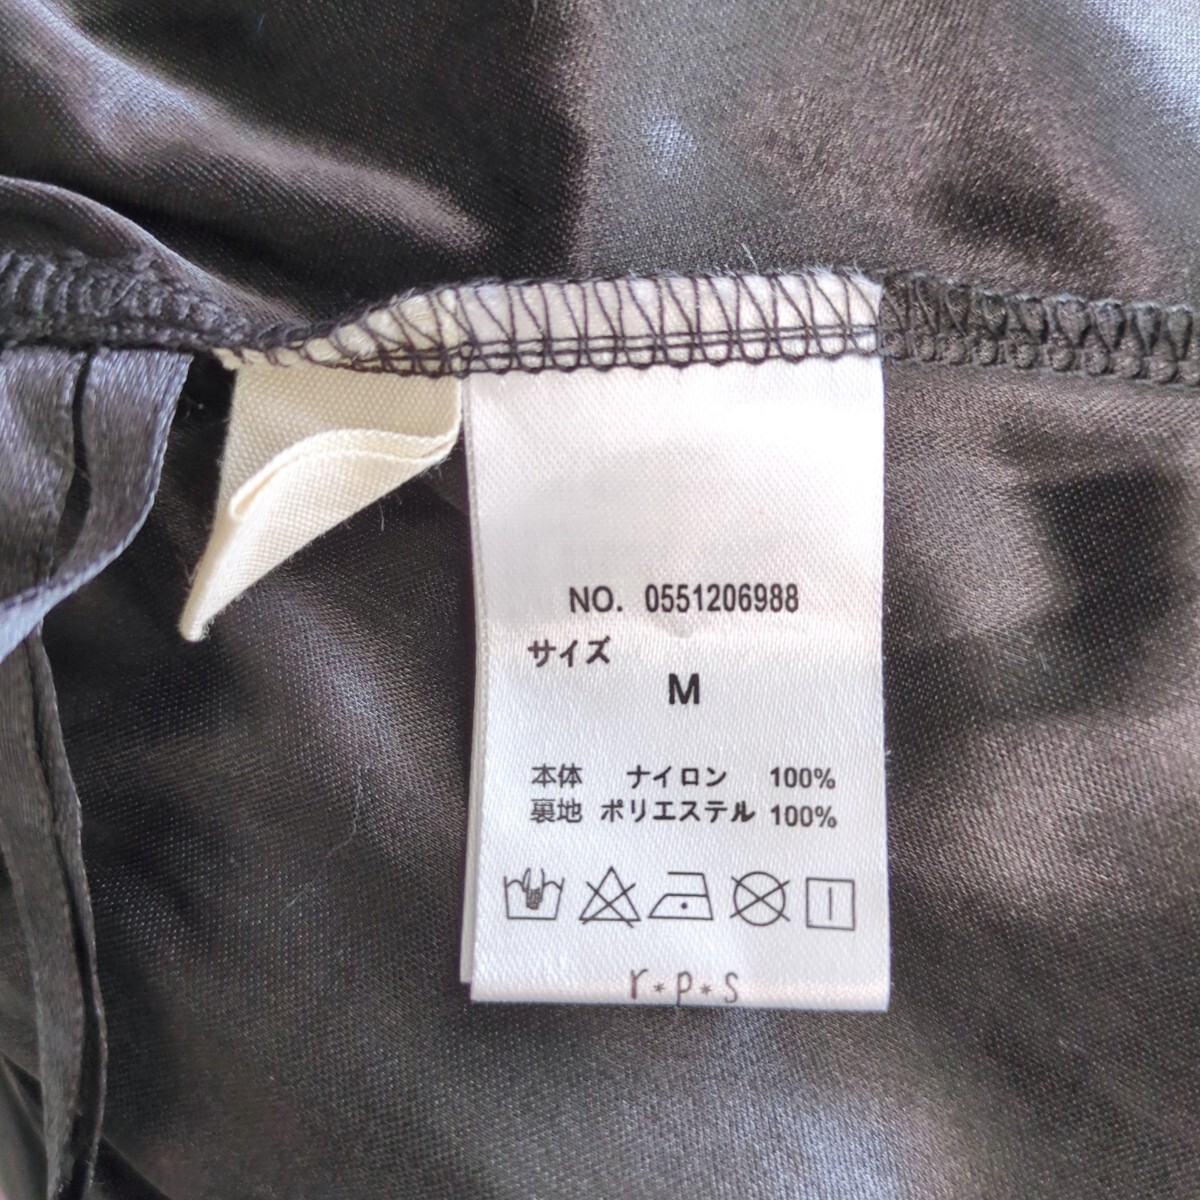 NO. 0551206988
サイズ
M
本体 ナイロン 100%
裏地 ポリエステル 100%
r*p*s